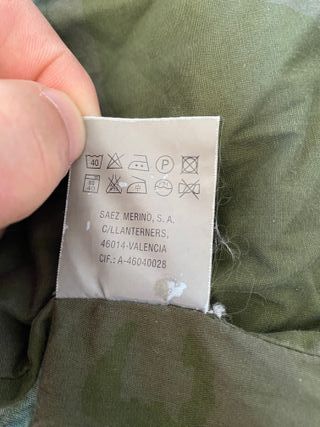 40
P
SAEZ MERINO, S.A.
C/LLANTERNERS,
46014-VALENCIA
CIF.: A-46040028